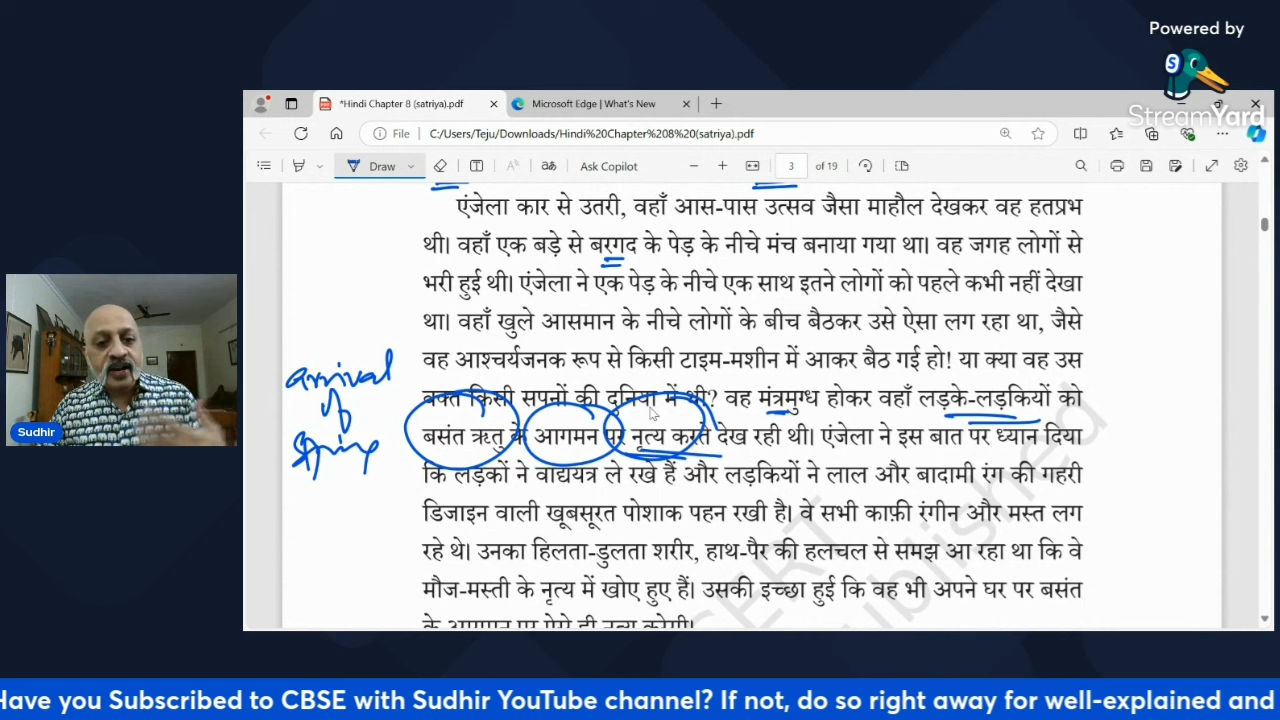 Powered by
S
StreamYard
*Hindi Chapter 8 (satriya).pdf
Microsoft Edge | What's New
File
C:/Users/Teju/Downloads/Hindi%20Chapter%208%20(satriya).pdf
Draw
Ask Copilot
3 of 19
एंजेला कार से उतरी, वहाँ आस-पास उत्सव जैसा माहौल देखकर वह हतप्रभ
थी। वहाँ एक बड़े से बरगद के पेड़ के नीचे मंच बनाया गया था। वह जगह लोगों से
भरी हुई थी। एंजेला ने एक पेड़ के नीचे एक साथ इतने लोगों को पहले कभी नहीं देखा
था। वहाँ खुले आसमान के नीचे लोगों के बीच बैठकर उसे ऐसा लग रहा था, जैसे
वह आश्चर्यजनक रूप से किसी टाइम-मशीन में आकर बैठ गई हो! या क्या वह उस
वक्त किसी सपनों की दुनिया में थी? वह मंत्रमुग्ध होकर वहाँ लड़के-लड़कियों को
बसंत ऋतु के आगमन पर नृत्य करते देख रही थी। एंजेला ने इस बात पर ध्यान दिया
कि लड़कों ने वाद्ययत्र ले रखे हैं और लड़कियों ने लाल और बादामी रंग की गहरी
डिजाइन वाली खूबसूरत पोशाक पहन रखी है। वे सभी काफ़ी रंगीन और मस्त लग
रहे थे। उनका हिलता-डुलता शरीर, हाथ-पैर की हलचल से समझ आ रहा था कि वे
मौज-मस्ती के नृत्य में खोए हुए हैं। उसकी इच्छा हुई कि वह भी अपने घर पर बसंत
के आगमन पर ऐसे ही नृत्य करेगी।
arrival
of
Spring
Sudhir
Have you Subscribed to CBSE with Sudhir YouTube channel? If not, do so right away for well-explained and